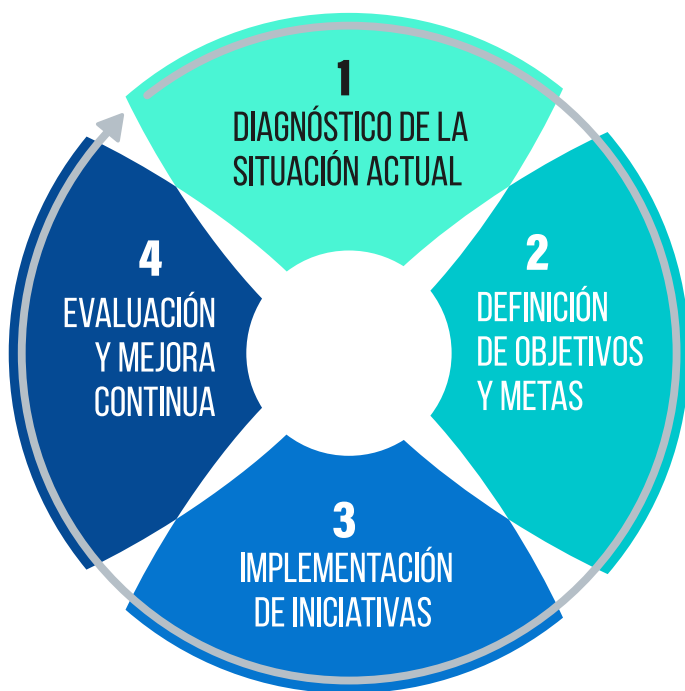 1
DIAGNÓSTICO DE LA
SITUACIÓN ACTUAL
2
DEFINICIÓN
DE OBJETIVOS
Y METAS
3
IMPLEMENTACIÓN
DE INICIATIVAS
4
EVALUACIÓN
Y MEJORA
CONTINUA